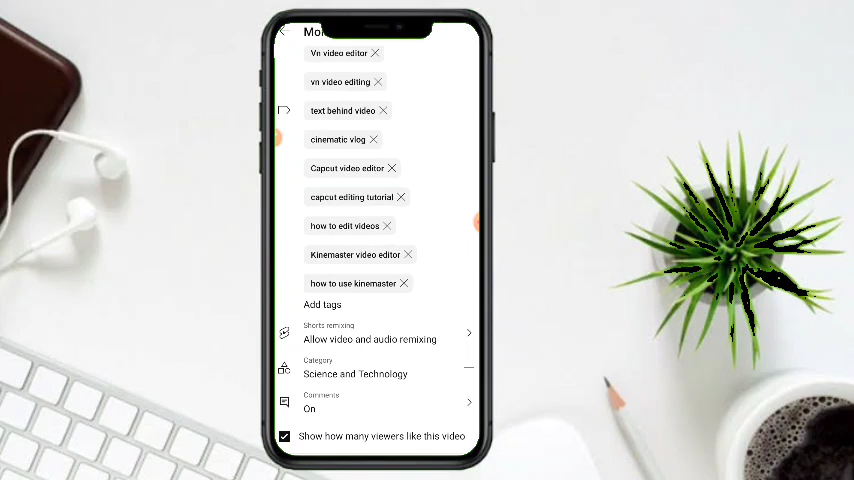 Vn video editor
vn video editing
text behind video
cinematic vlog
Capcut video editor
capcut editing tutorial
how to edit videos
Kinemaster video editor
how to use kinemaster
Add tags
Shorts remixing
Allow video and audio remixing
Category
Science and Technology
Comments
On
Show how many viewers like this video